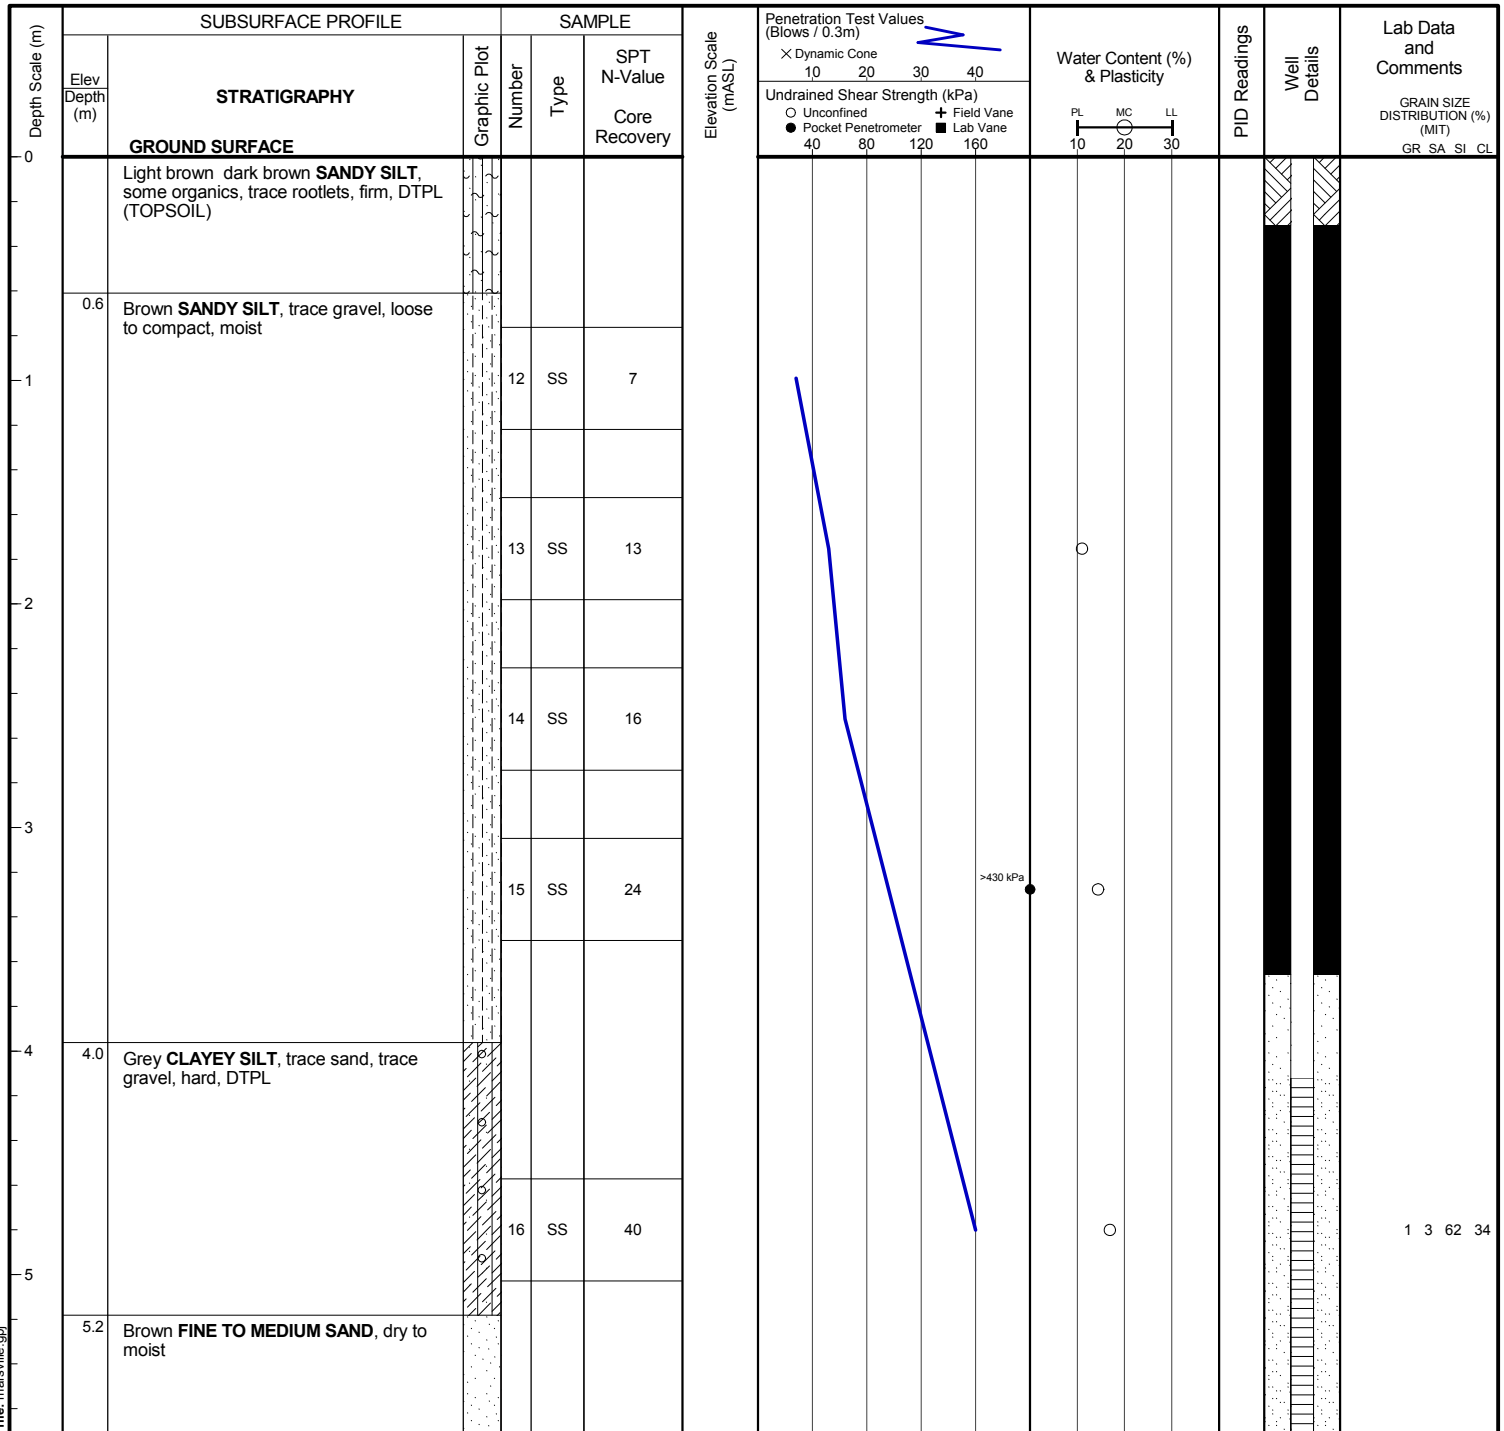 Depth Scale (m)
SUBSURFACE PROFILE
Elev
Depth
(m)
STRATIGRAPHY
GROUND SURFACE
Graphic Plot
SAMPLE
Number
Type
SPT
N-Value
Core
Recovery
Elevation Scale
(mASL)
Penetration Test Values
(Blows / 0.3m)
× Dynamic Cone
10 20 30 40
Undrained Shear Strength (kPa)
Unconfined
Field Vane
Pocket Penetrometer
Lab Vane
40 80 120 160
Water Content (%)
& Plasticity
PL MC LL
10 20 30
PID Readings
Well
Details
Lab Data
and
Comments
GRAIN SIZE
DISTRIBUTION (%)
(MIT)
GR SA SI CL
0
Light brown dark brown SANDY SILT,
some organics, trace rootlets, firm, DTPL
(TOPSOIL)
0.6
Brown SANDY SILT, trace gravel, loose
to compact, moist
1
12 SS 7
13 SS 13
2
14 SS 16
3
15 SS 24
>430 kPa
4
4.0
Grey CLAYEY SILT, trace sand, trace
gravel, hard, DTPL
16 SS 40
1 3 62 34
5
5.2
Brown FINE TO MEDIUM SAND, dry to
moist